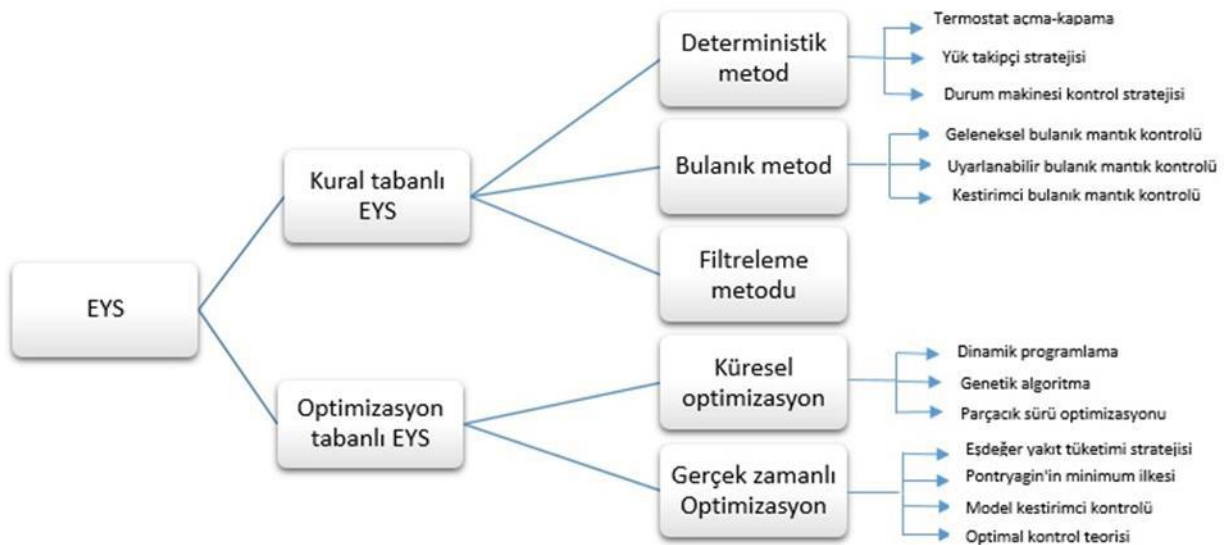 EYS
Kural tabanlı
EYS
Optimizasyon
tabanlı EYS
Deterministik
metod
Termostat açma-kapama
Yük takipçi stratejisi
Durum makinesi kontrol stratejisi
Bulanık metod
Geleneksel bulanık mantık kontrolü
Uyarlanabilir bulanık mantık kontrolü
Kestirimci bulanık mantık kontrolü
Filtreleme
metodu
Küresel
optimizasyon
Dinamik programlama
Genetik algoritma
Parçacık sürü optimizasyonu
Gerçek zamanlı
Optimizasyon
Eşdeğer yakıt tüketimi stratejisi
Pontryagin'in minimum ilkesi
Model kestirimci kontrolü
Optimal kontrol teorisi